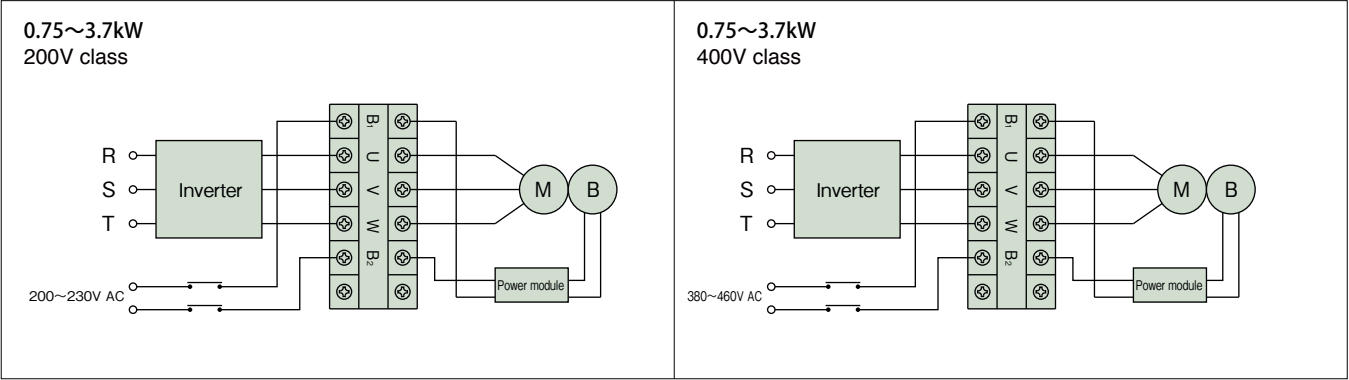 0.75～3.7kW
200V class
B₁
R
U
S
Inverter
V
M
B
T
W
B₂
200～230V AC
Power module
0.75～3.7kW
400V class
B₁
R
U
S
Inverter
V
M
B
T
W
B₂
380～460V AC
Power module